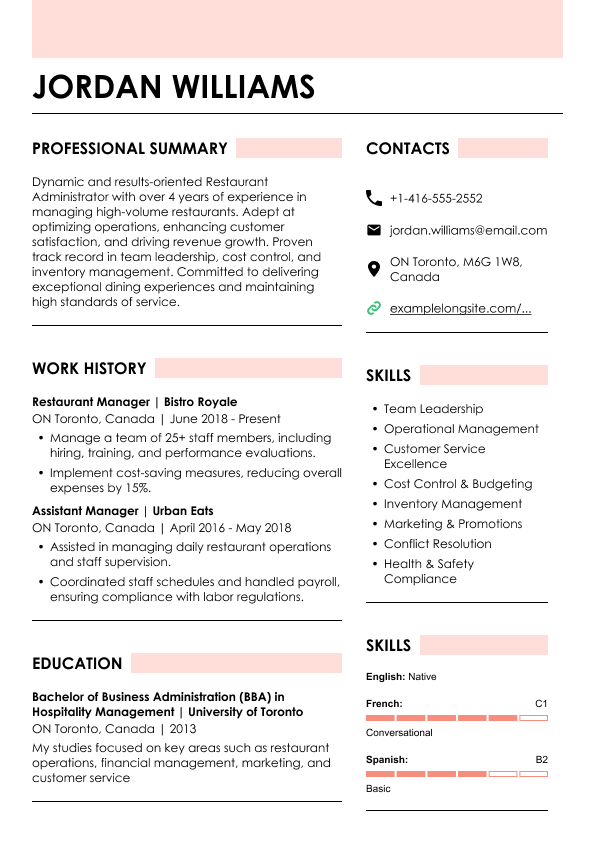 JORDAN WILLIAMS
PROFESSIONAL SUMMARY
Dynamic and results-oriented Restaurant
Administrator with over 4 years of experience in
managing high-volume restaurants. Adept at
optimizing operations, enhancing customer
satisfaction, and driving revenue growth. Proven
track record in team leadership, cost control, and
inventory management. Committed to delivering
exceptional dining experiences and maintaining
high standards of service.
WORK HISTORY
Restaurant Manager | Bistro Royale
ON Toronto, Canada | June 2018 - Present
• Manage a team of 25+ staff members, including
hiring, training, and performance evaluations.
• Implement cost-saving measures, reducing overall
expenses by 15%.
Assistant Manager | Urban Eats
ON Toronto, Canada | April 2016 - May 2018
• Assisted in managing daily restaurant operations
and staff supervision.
• Coordinated staff schedules and handled payroll,
ensuring compliance with labor regulations.
EDUCATION
Bachelor of Business Administration (BBA) in
Hospitality Management | University of Toronto
ON Toronto, Canada | 2013
My studies focused on key areas such as restaurant
operations, financial management, marketing, and
customer service
CONTACTS
+1-416-555-2552
jordan.williams@email.com
ON Toronto, M6G 1W8,
Canada
examplelongsite.com/...
SKILLS
• Team Leadership
• Operational Management
• Customer Service
Excellence
• Cost Control & Budgeting
• Inventory Management
• Marketing & Promotions
• Conflict Resolution
• Health & Safety
Compliance
SKILLS
English: Native
French: C1
Conversational
Spanish: B2
Basic